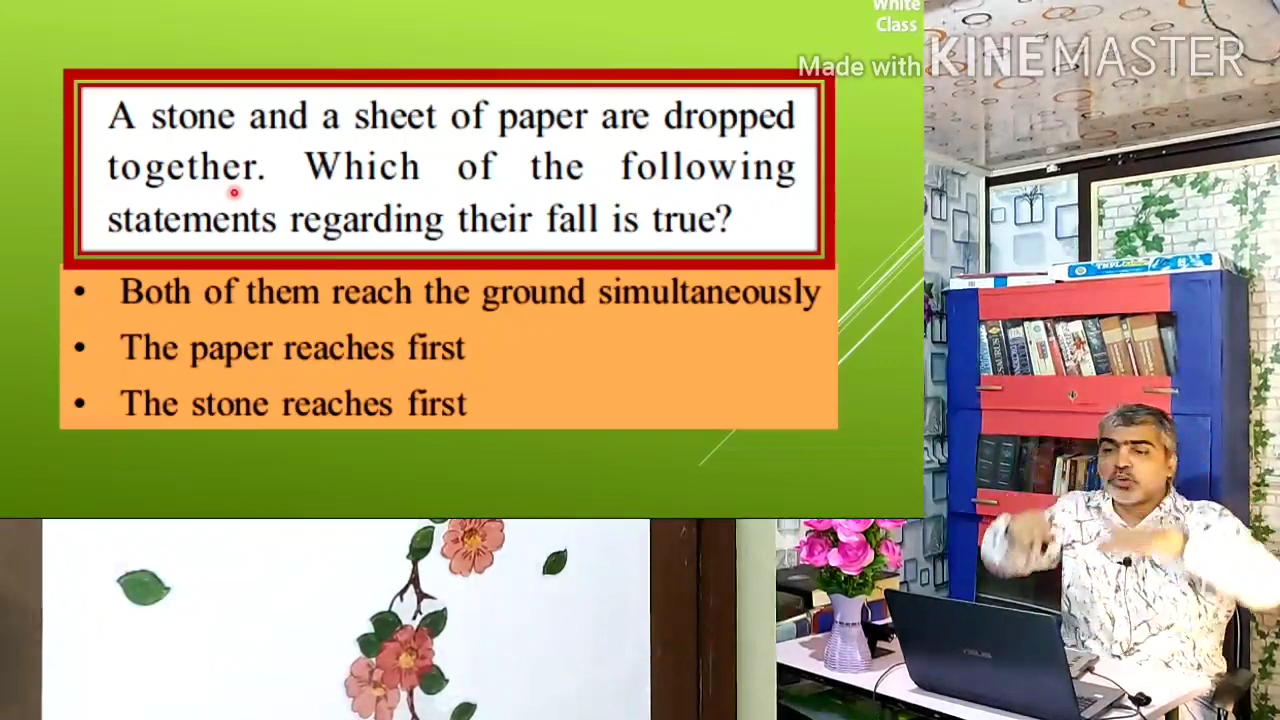 White
Class
Made with KINEMASTER
A stone and a sheet of paper are dropped
together. Which of the following
statements regarding their fall is true?
• Both of them reach the ground simultaneously
• The paper reaches first
• The stone reaches first
ASUS